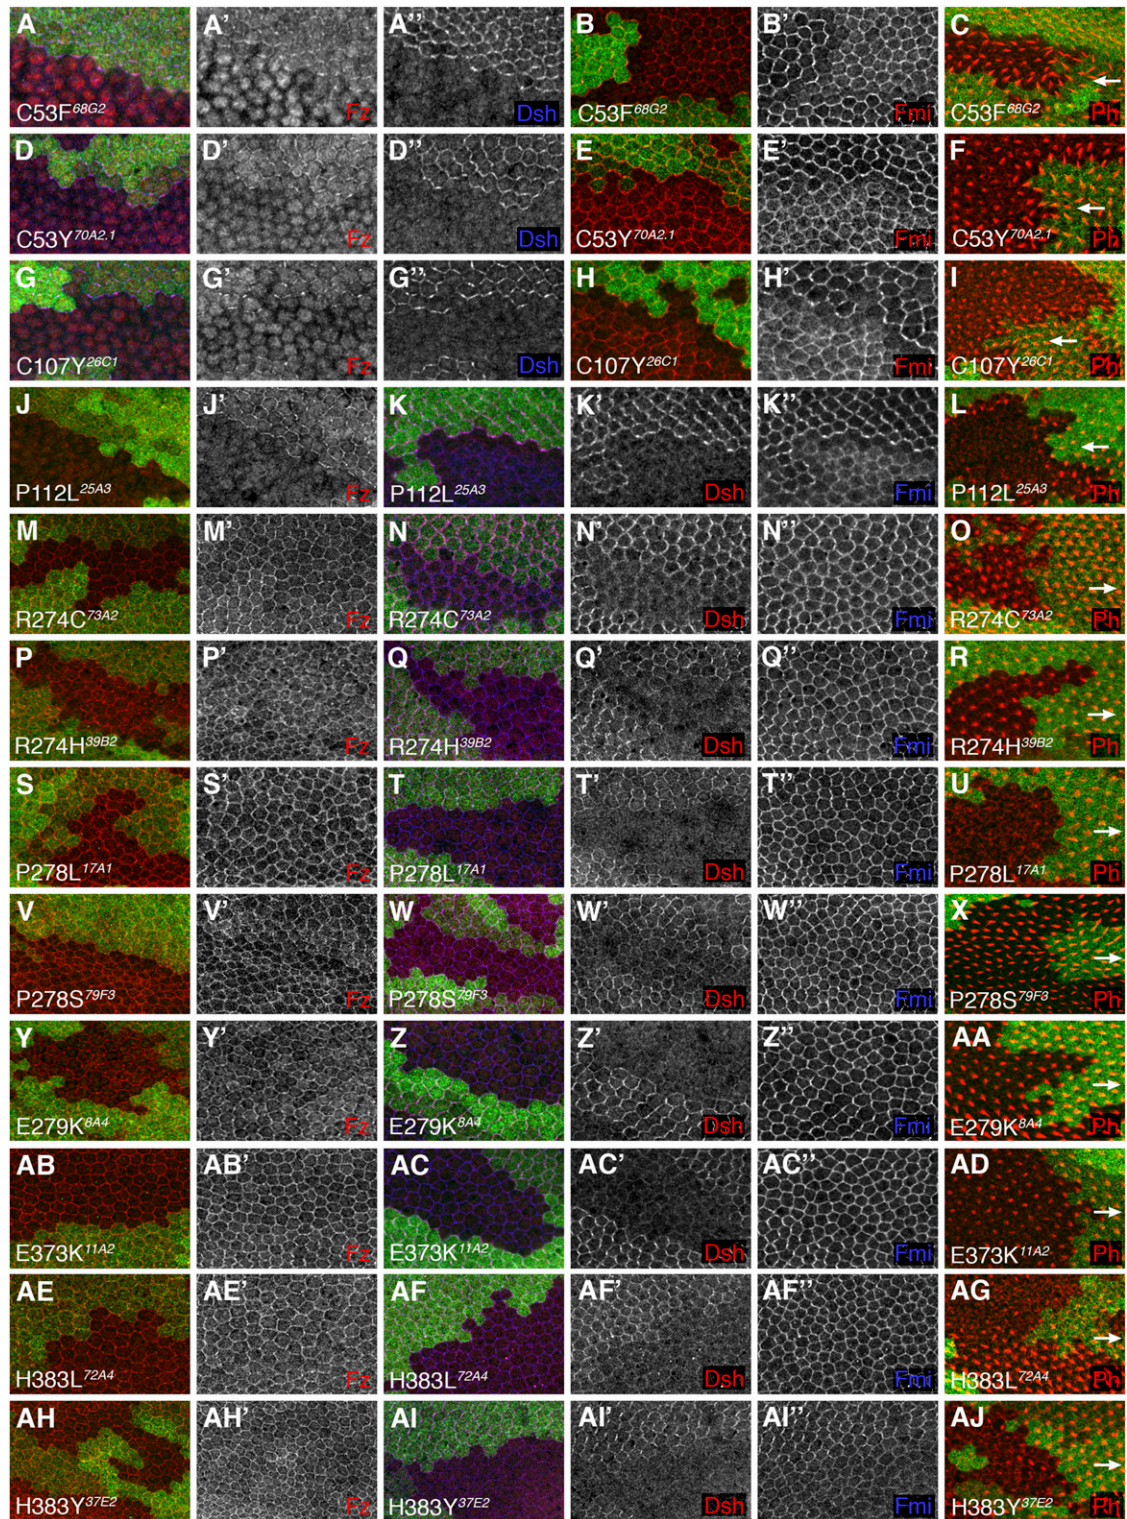 A A’ A’’ B B’ C
C53F68G2 Fz Dsh C53F68G2 Fmi Ph
D D’ D’’ E E’ F
C53Y70A2.1 Fz Dsh C53Y70A2.1 Fmi C53Y70A2.1 Ph
G G’ G’’ H H’ I
C107Y26C1 Fz Dsh C107Y26C1 Fmi C107Y26C1 Ph
J J’ K K’ K’’ L
P112L25A3 Fz P112L25A3 Dsh Fmi P112L25A3 Ph
M M’ N N’ N’’ O
R274C73A2 Fz R274C73A2 Dsh Fmi R274C73A2 Ph
P P’ Q Q’ Q’’ R
R274H39B2 Fz R274H39B2 Dsh Fmi R274H39B2 Ph
S S’ T T’ T’’ U
P278L17A1 Fz P278L17A1 Dsh Fmi P278L17A1 Ph
V V’ W W’ W’’ X
P278S79F3 Fz P278S79F3 Dsh Fmi P278S79F3 Ph
Y Y’ Z Z’ Z’’ AA
E279K8A4 Fz E279K8A4 Dsh Fmi E279K8A4 Ph
AB AB’ AC AC’ AC’’ AD
E373K11A2 Fz E373K11A2 Dsh Fmi E373K11A2 Ph
AE AE’ AF AF’ AF’’ AG
H383L72A4 Fz H383L72A4 Dsh Fmi H383L72A4 Ph
AH AH’ AI AI’ AI’’ AJ
H383Y37E2 Fz H383Y37E2 Dsh Fmi H383Y37E2 Ph